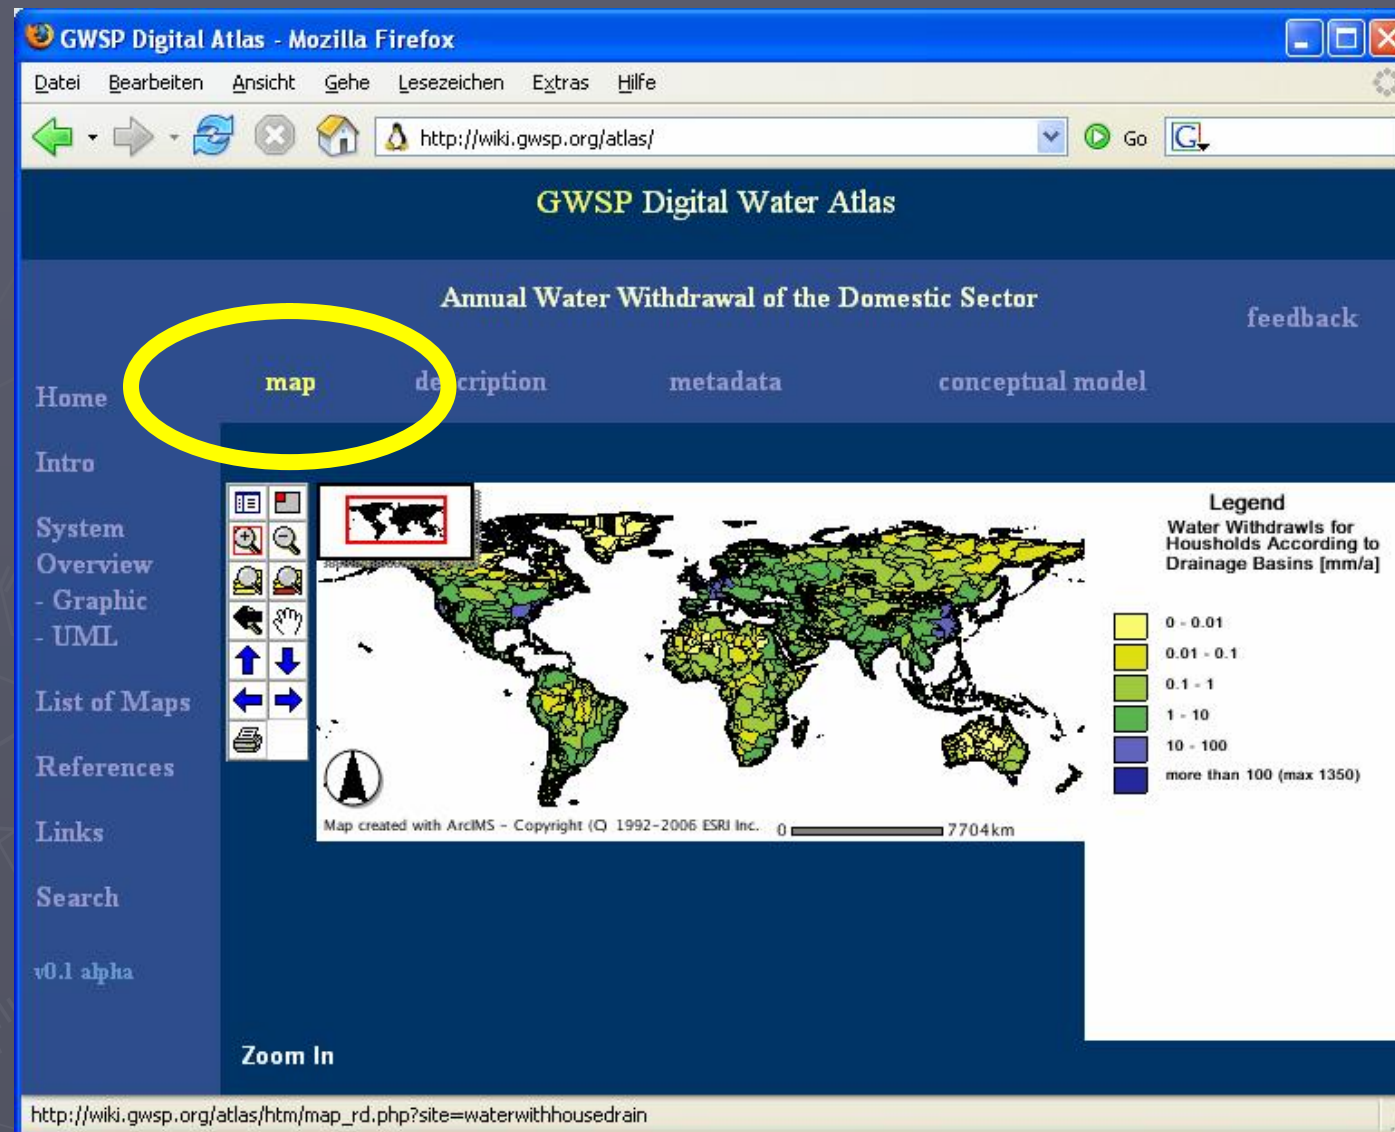 GWSP Digital Atlas - Mozilla Firefox
Datei Bearbeiten Ansicht Gehe Lesezeichen Extras Hilfe
http://wiki.gwsp.org/atlas/ Go G
GWSP Digital Water Atlas
Annual Water Withdrawal of the Domestic Sector
feedback
map description metadata conceptual model
Home
Intro
System
Overview
- Graphic
- UML
List of Maps
References
Links
Search
v0.1 alpha
Legend
Water Withdrawls for
Housholds According to
Drainage Basins [mm/a]
0 - 0.01
0.01 - 0.1
0.1 - 1
1 - 10
10 - 100
more than 100 (max 1350)
Map created with ArcIMS - Copyright (C) 1992-2006 ESRI Inc. 0 7704km
Zoom In
http://wiki.gwsp.org/atlas/htm/map_rd.php?site=waterwithhousedrain